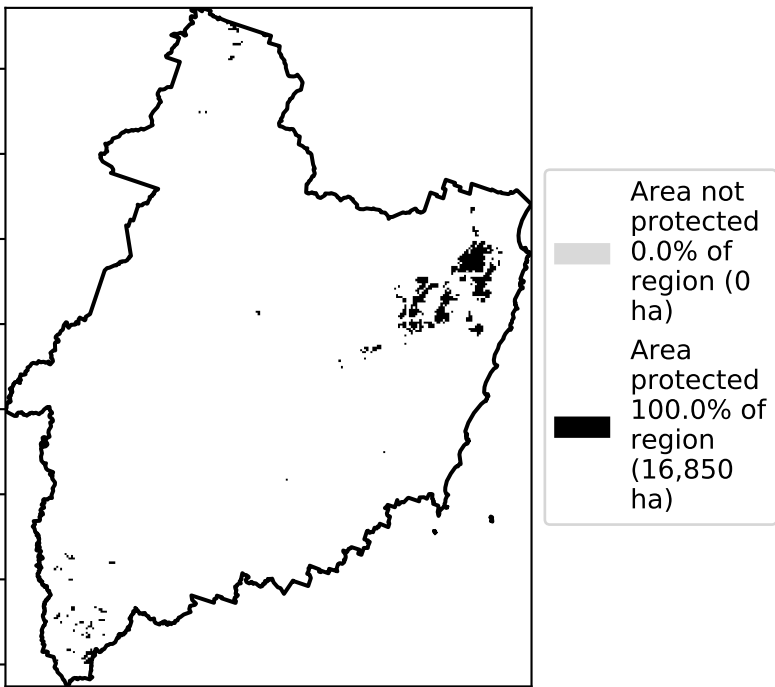 Area not
protected
0.0% of
region (0
ha)
Area
protected
100.0% of
region
(16,850
ha)